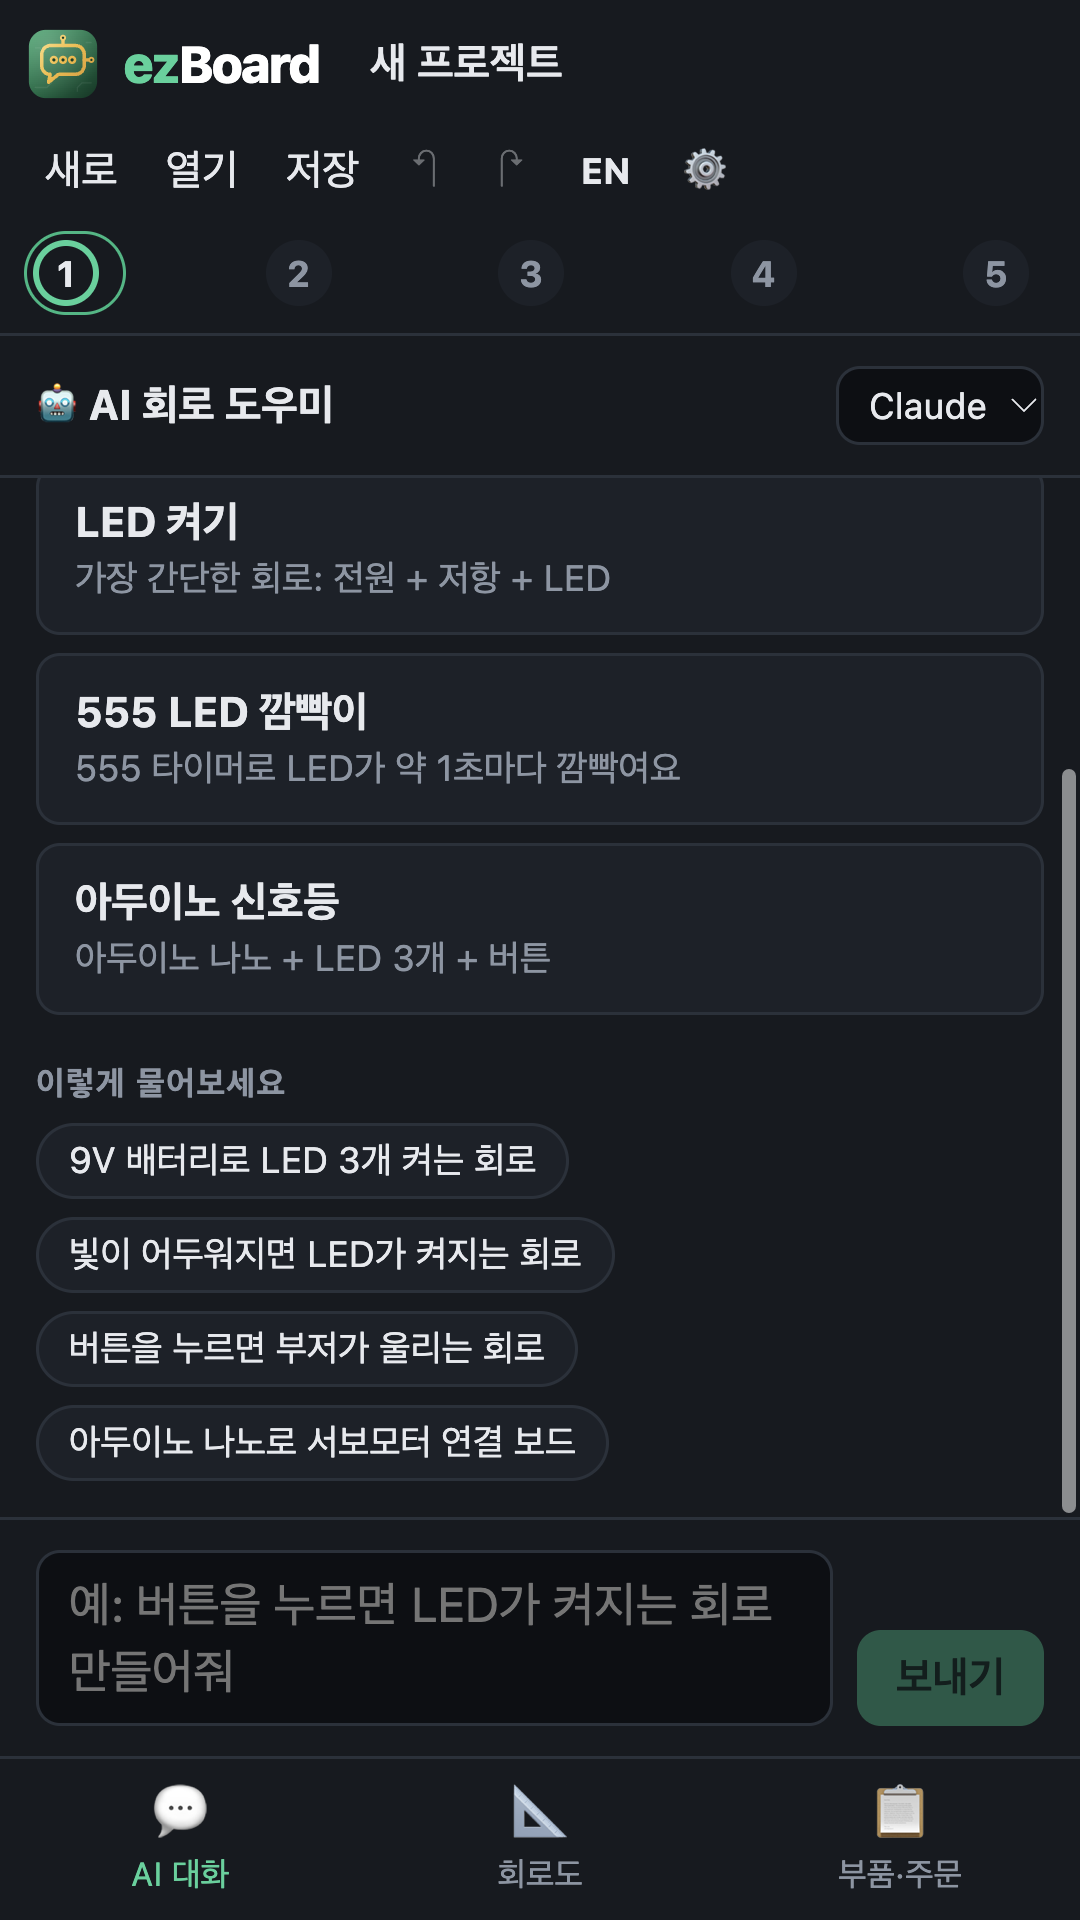 ezBoard 새 프로젝트
새로 열기 저장 ↶ ↷ EN
1 2 3 4 5
AI 회로 도우미 Claude
LED 켜기
가장 간단한 회로: 전원 + 저항 + LED
555 LED 깜빡이
555 타이머로 LED가 약 1초마다 깜빡여요
아두이노 신호등
아두이노 나노 + LED 3개 + 버튼
이렇게 물어보세요
9V 배터리로 LED 3개 켜는 회로
빛이 어두워지면 LED가 켜지는 회로
버튼을 누르면 부저가 울리는 회로
아두이노 나노로 서보모터 연결 보드
예: 버튼을 누르면 LED가 켜지는 회로
만들어줘
보내기
AI 대화 회로도 부품·주문